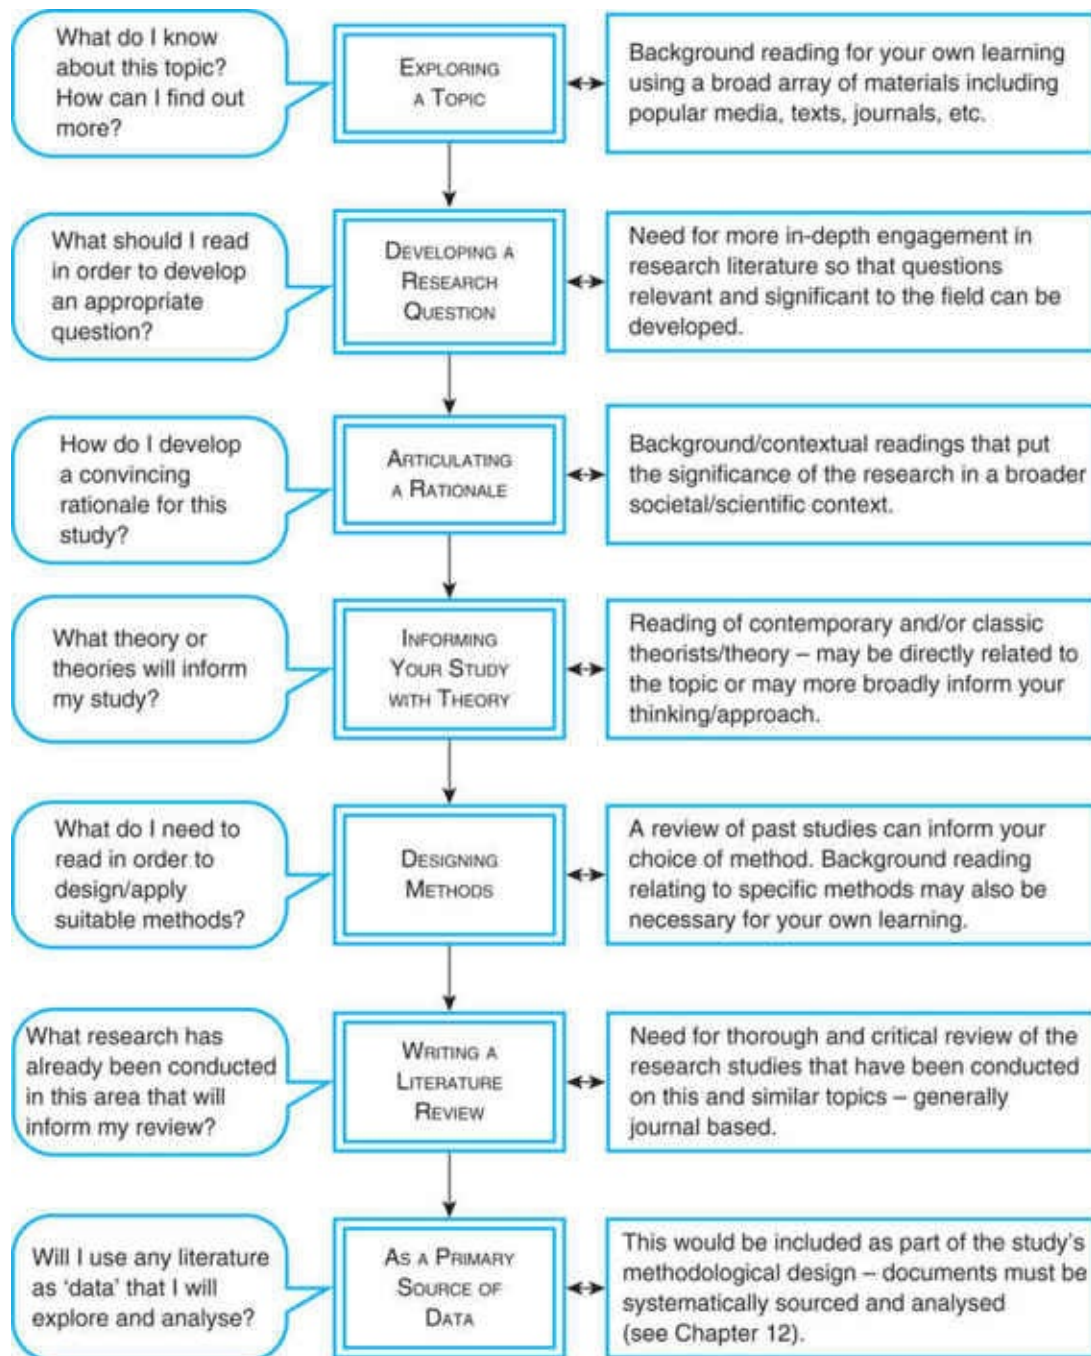 What do I know
about this topic?
How can I find out
more?
EXPLORING
A TOPIC
Background reading for your own learning
using a broad array of materials including
popular media, texts, journals, etc.
What should I read
in order to develop
an appropriate
question?
DEVELOPING A
RESEARCH
QUESTION
Need for more in-depth engagement in
research literature so that questions
relevant and significant to the field can be
developed.
How do I develop
a convincing
rationale for this
study?
ARTICULATING
A RATIONALE
Background/contextual readings that put
the significance of the research in a broader
societal/scientific context.
What theory or
theories will inform
my study?
INFORMING
YOUR STUDY
WITH THEORY
Reading of contemporary and/or classic
theorists/theory – may be directly related to
the topic or may more broadly inform your
thinking/approach.
What do I need to
read in order to
design/apply
suitable methods?
DESIGNING
METHODS
A review of past studies can inform your
choice of method. Background reading
relating to specific methods may also be
necessary for your own learning.
What research has
already been conducted
in this area that will
inform my review?
WRITING A
LITERATURE
REVIEW
Need for thorough and critical review of the
research studies that have been conducted
on this and similar topics – generally
journal based.
Will I use any literature
as ‘data’ that I will
explore and analyse?
AS A PRIMARY
SOURCE OF
DATA
This would be included as part of the study’s
methodological design – documents must be
systematically sourced and analysed
(see Chapter 12).